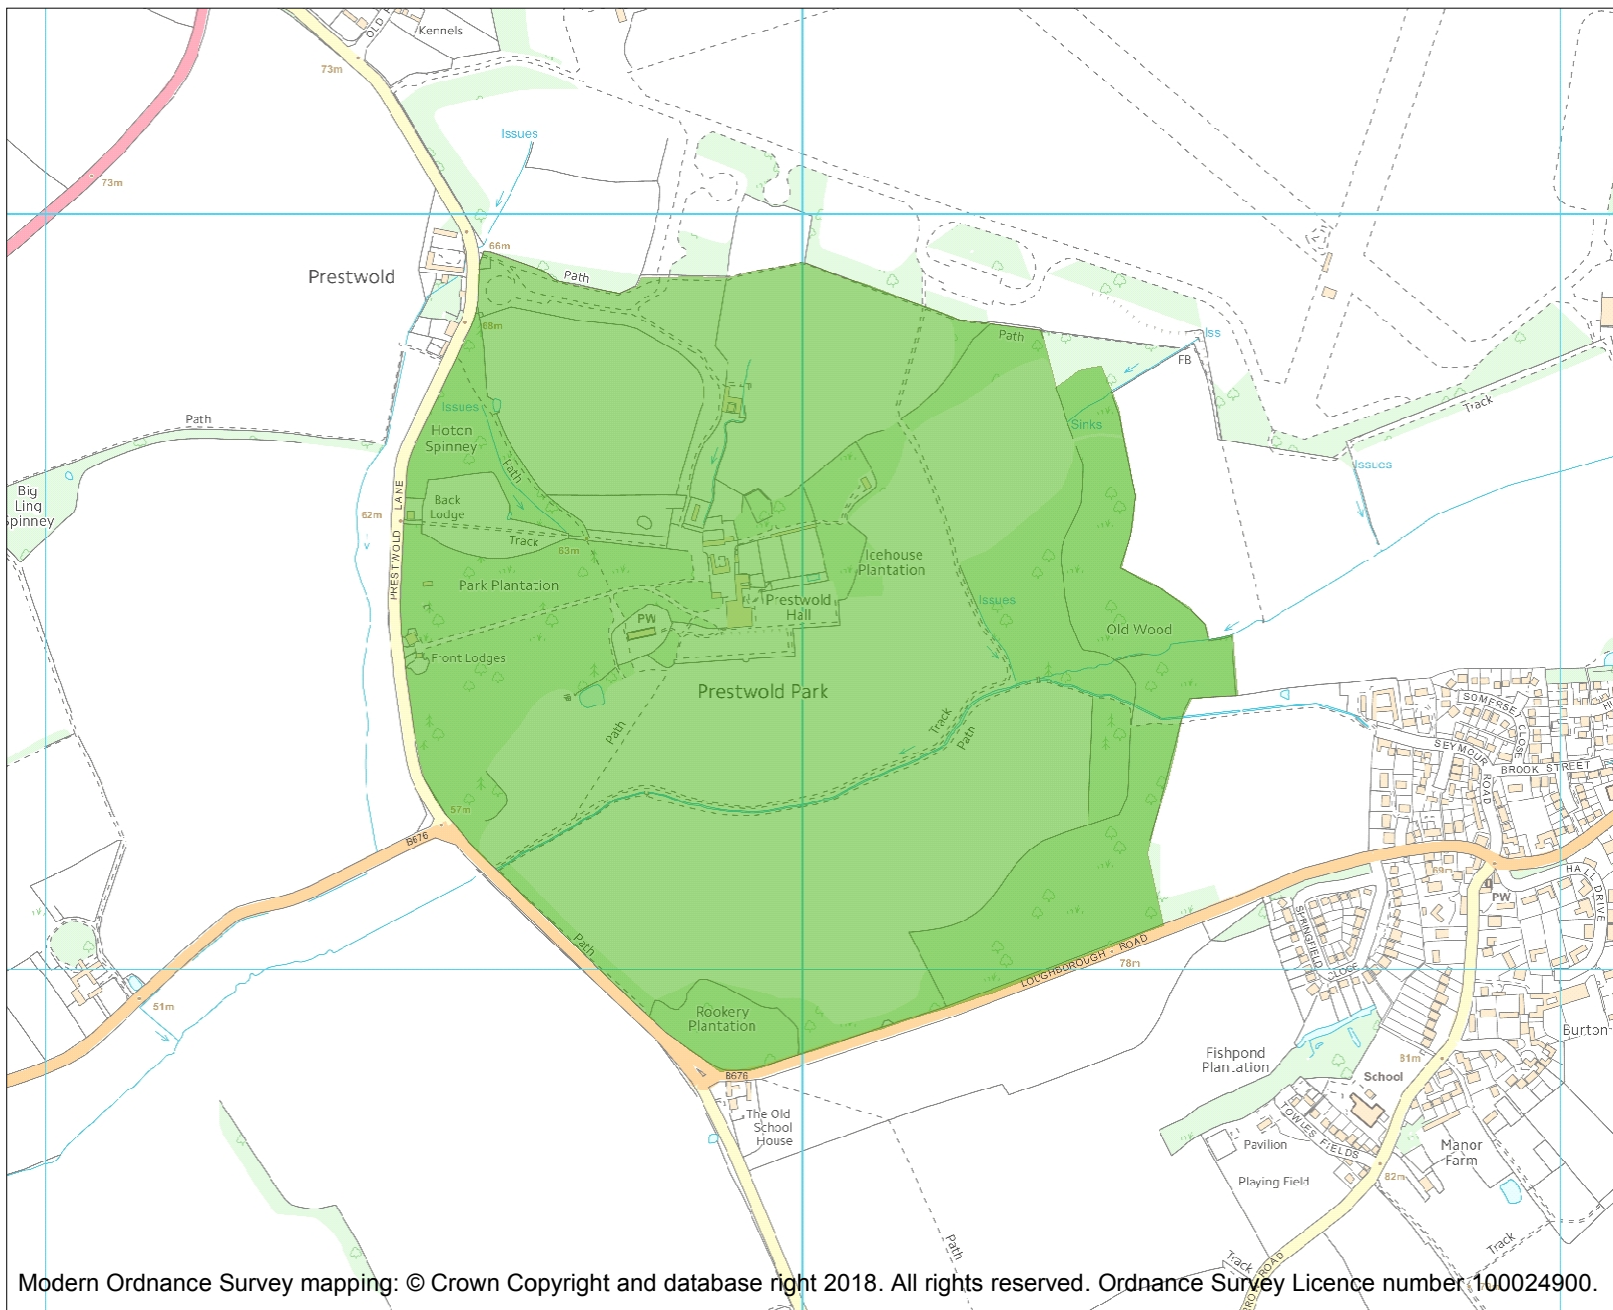 OLD
Kennels
73m
Issues
73m
66m
Prestwold
Path
68m
Path
Iss
FB
Track
Path
Issues
Hoton
Spinney
Sinks
Issues
Big
Ling
Spinney
Path
Back
Lodge
62m
PRESTWOLD LANE
Track
63m
Icehouse
Plantation
Park Plantation
Prestwold
Hall
Issues
PW
Old Wood
Front Lodges
Prestwold Park
SOMERSET
CLOSE
Path
Track
Path
SEYMOUR
ROAD
BROOK STREET
57m
B676
69m
HALL DRIVE
PW
SPRINGFIELD
CLOSE
Path
LOUGHBOROUGH ROAD
78m
51m
Rookery
Plantation
Burton
Fishpond
Plantation
81m
School
B676
The Old
School
House
TOWLES FIELDS
Pavilion
Manor
Farm
82m
Playing Field
Path
Track
Track
ROAD
Modern Ordnance Survey mapping: © Crown Copyright and database right 2018. All rights reserved. Ordnance Survey Licence number 100024900.